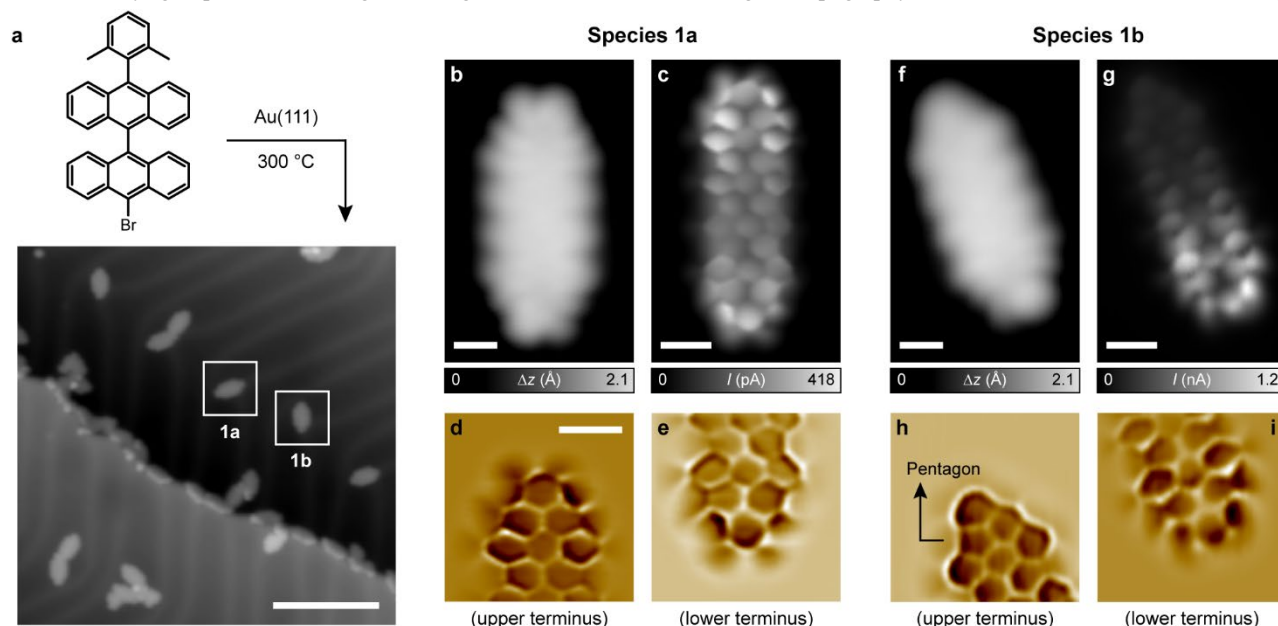 Species 1a
Species 1b
a
Br
Au(111)
300 °C
1a
1b
b
c
f
g
0 Δz (Å) 2.1
0 I (pA) 418
0 Δz (Å) 2.1
0 I (nA) 1.2
d
e
h
i
Pentagon
(upper terminus)
(lower terminus)
(upper terminus)
(lower terminus)